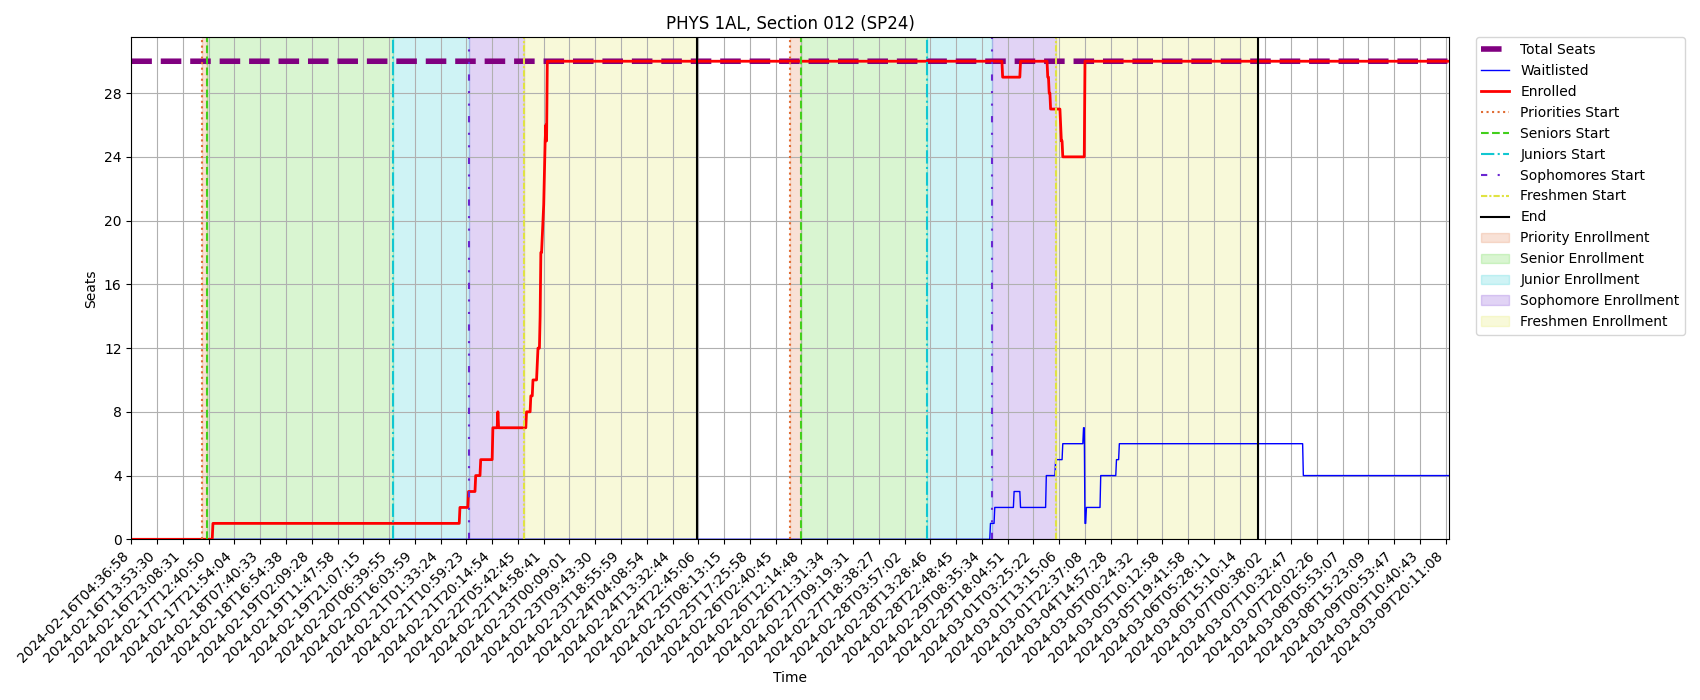 PHYS 1AL, Section 012 (SP24)
Seats
28
24
20
16
12
8
4
0
2024-02-16T04:36:58
2024-02-16T13:53:30
2024-02-16T23:08:31
2024-02-17T12:40:50
2024-02-17T21:54:04
2024-02-18T07:40:33
2024-02-18T16:54:38
2024-02-19T02:09:28
2024-02-19T11:47:58
2024-02-19T21:07:15
2024-02-20T06:39:55
2024-02-20T16:03:59
2024-02-21T01:33:24
2024-02-21T10:59:23
2024-02-21T20:14:54
2024-02-22T05:42:45
2024-02-22T14:58:41
2024-02-23T00:09:01
2024-02-23T09:43:30
2024-02-23T18:55:59
2024-02-24T04:08:54
2024-02-24T13:32:44
2024-02-24T22:45:06
2024-02-25T08:13:15
2024-02-25T17:25:58
2024-02-26T02:40:45
2024-02-26T12:14:48
2024-02-26T21:31:34
2024-02-27T09:19:31
2024-02-27T18:38:27
2024-02-28T03:57:02
2024-02-28T13:28:46
2024-02-28T22:48:45
2024-02-29T08:35:34
2024-02-29T18:04:51
2024-03-01T03:25:22
2024-03-01T13:15:06
2024-03-01T22:37:08
2024-03-04T14:57:28
2024-03-05T00:24:32
2024-03-05T10:12:58
2024-03-05T19:41:58
2024-03-06T05:28:11
2024-03-06T15:10:14
2024-03-07T00:38:02
2024-03-07T10:32:47
2024-03-07T20:02:26
2024-03-08T05:53:07
2024-03-08T15:23:09
2024-03-09T00:53:47
2024-03-09T10:40:43
2024-03-09T20:11:08
Time
Total Seats
Waitlisted
Enrolled
Priorities Start
Seniors Start
Juniors Start
Sophomores Start
Freshmen Start
End
Priority Enrollment
Senior Enrollment
Junior Enrollment
Sophomore Enrollment
Freshmen Enrollment